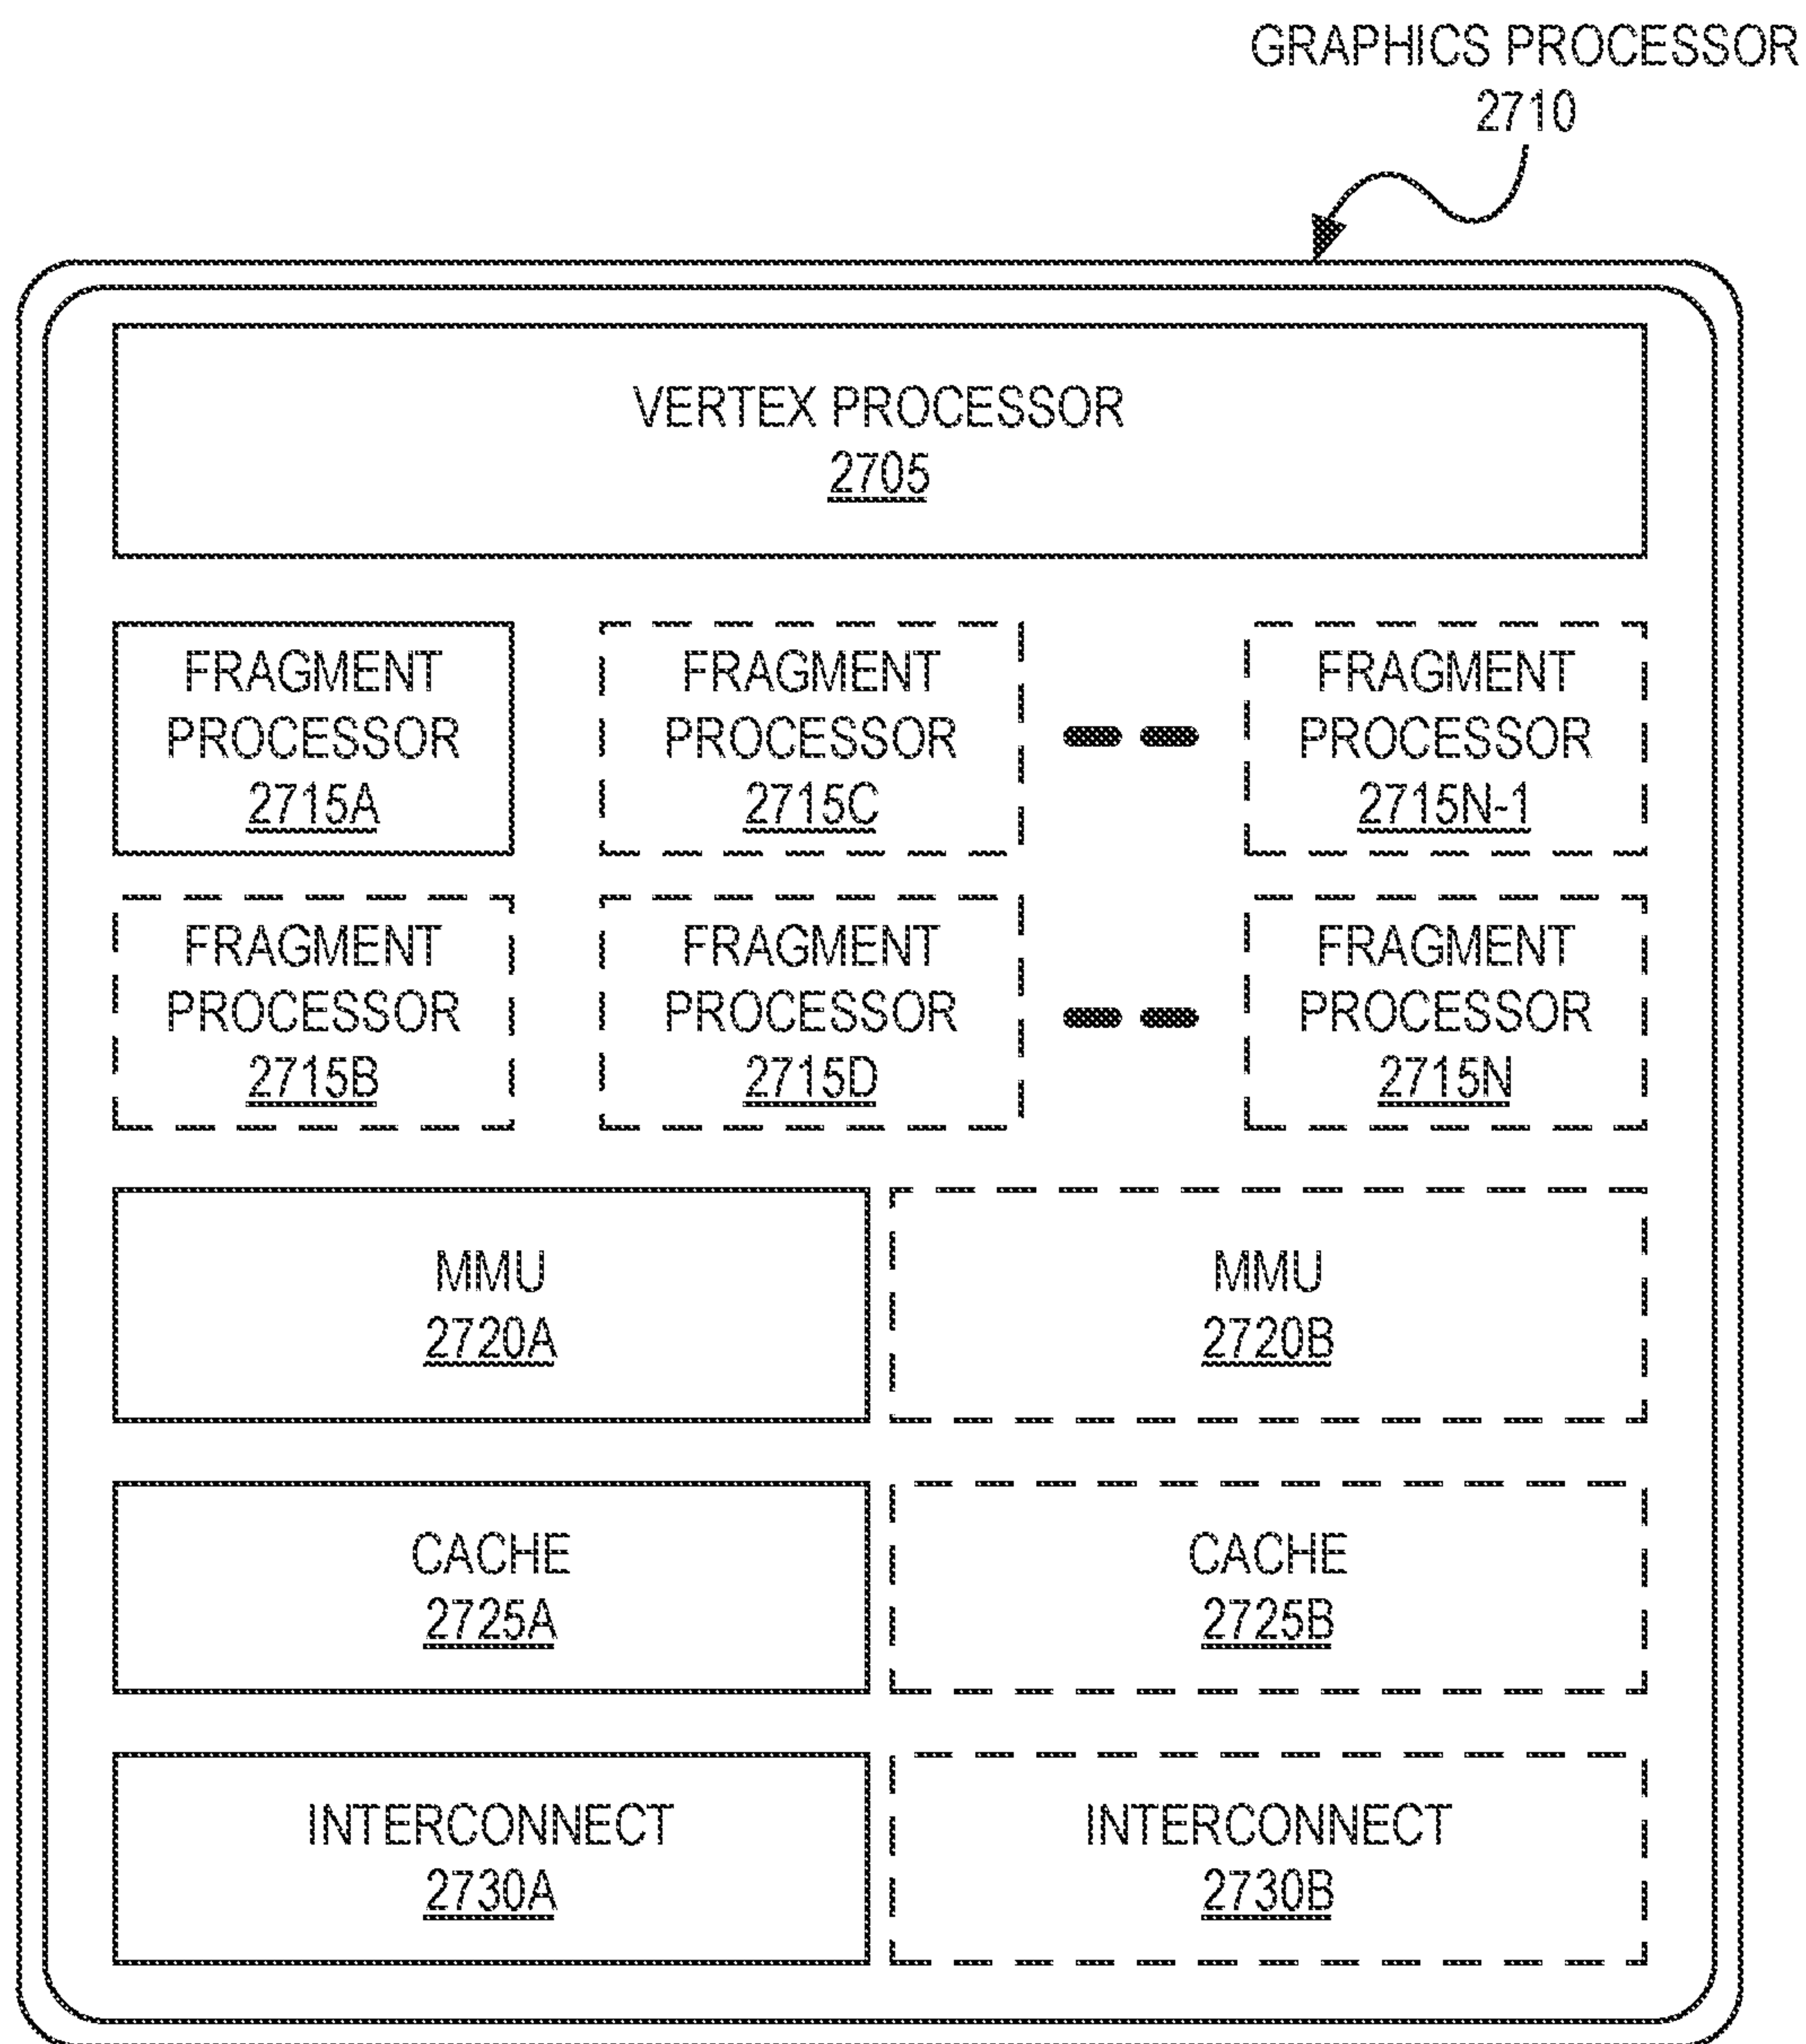 GRAPHICS PROCESSOR
2710
VERTEX PROCESSOR
2705
FRAGMENT
PROCESSOR
2715A
FRAGMENT
PROCESSOR
2715C
FRAGMENT
PROCESSOR
2715N-1
FRAGMENT
PROCESSOR
2715B
FRAGMENT
PROCESSOR
2715D
FRAGMENT
PROCESSOR
2715N
MMU
2720A
MMU
2720B
CACHE
2725A
CACHE
2725B
INTERCONNECT
2730A
INTERCONNECT
2730B